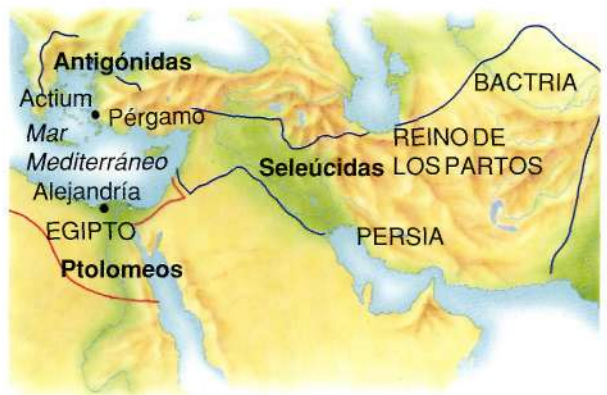 Antigónidas
BACTRIA
Actium
Pérgamo
Mar
Mediterráneo
REINO DE
LOS PARTOS
Seleúcidas
Alejandría
EGIPTO
PERSIA
Ptolomeos